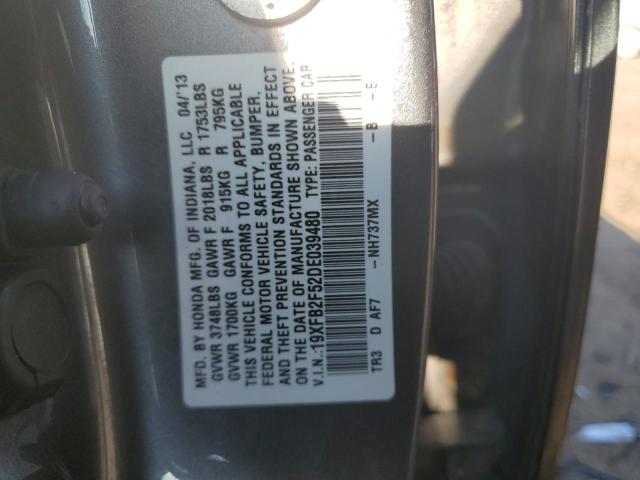 MFD. BY HONDA MFG. OF INDIANA, LLC 04/'13
GVWR 3748LBS GAWR F 2018LBS R 1753LBS
GVWR 1700KG GAWR F 915KG R 795KG
THIS VEHICLE CONFORMS TO ALL APPLICABLE
FEDERAL MOTOR VEHICLE SAFETY, BUMPER,
AND THEFT PREVENTION STANDARDS IN EFFECT
ON THE DATE OF MANUFACTURE SHOWN ABOVE.
V.I.N.:19XFB2F52DE039480 TYPE: PASSENGER CAR
TR3 D AF7 -NH737MX -B -E